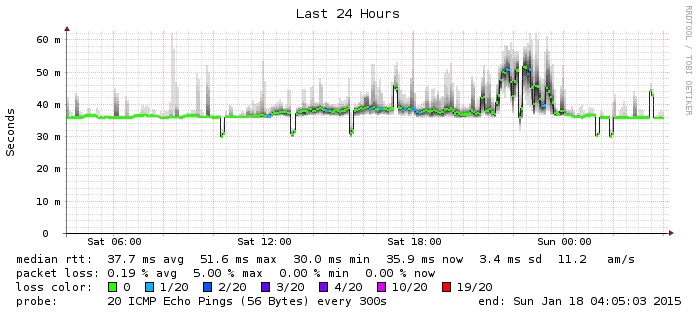 Last 24 Hours
RRDTOOL / TOBI OETIKER
Seconds
60 m
50 m
40 m
30 m
20 m
10 m
0
Sat 06:00 Sat 12:00 Sat 18:00 Sun 00:00
median rtt: 37.7 ms avg 51.6 ms max 30.0 ms min 35.9 ms now 3.4 ms sd 11.2 am/s
packet loss: 0.19 % avg 5.00 % max 0.00 % min 0.00 % now
loss color: 0 1/20 2/20 3/20 4/20 10/20 19/20
probe: 20 ICMP Echo Pings (56 Bytes) every 300s end: Sun Jan 18 04:05:03 2015